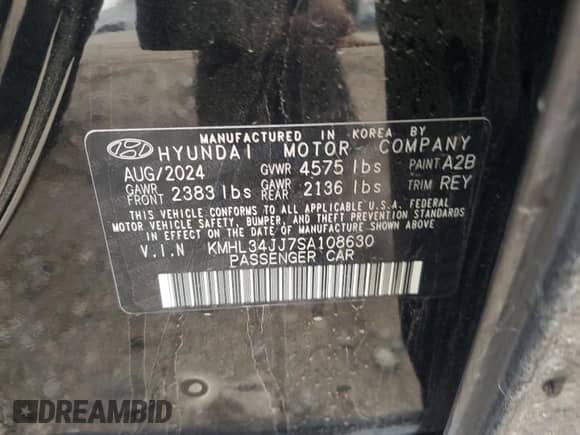 MANUFACTURED IN KOREA BY
HYUNDAI MOTOR COMPANY
AUG/2024 GVWR 4575 lbs PAINT A2B
GAWR FRONT 2383 lbs GAWR REAR 2136 lbs TRIM REY
THIS VEHICLE CONFORMS TO ALL APPLICABLE U.S.A. FEDERAL
MOTOR VEHICLE SAFETY, BUMPER, AND THEFT PREVENTION STANDARDS
IN EFFECT ON THE DATE OF MANUFACTURE SHOWN ABOVE
V.I.N KMHL34JJ7SA108630
PASSENGER CAR
DREAMBID